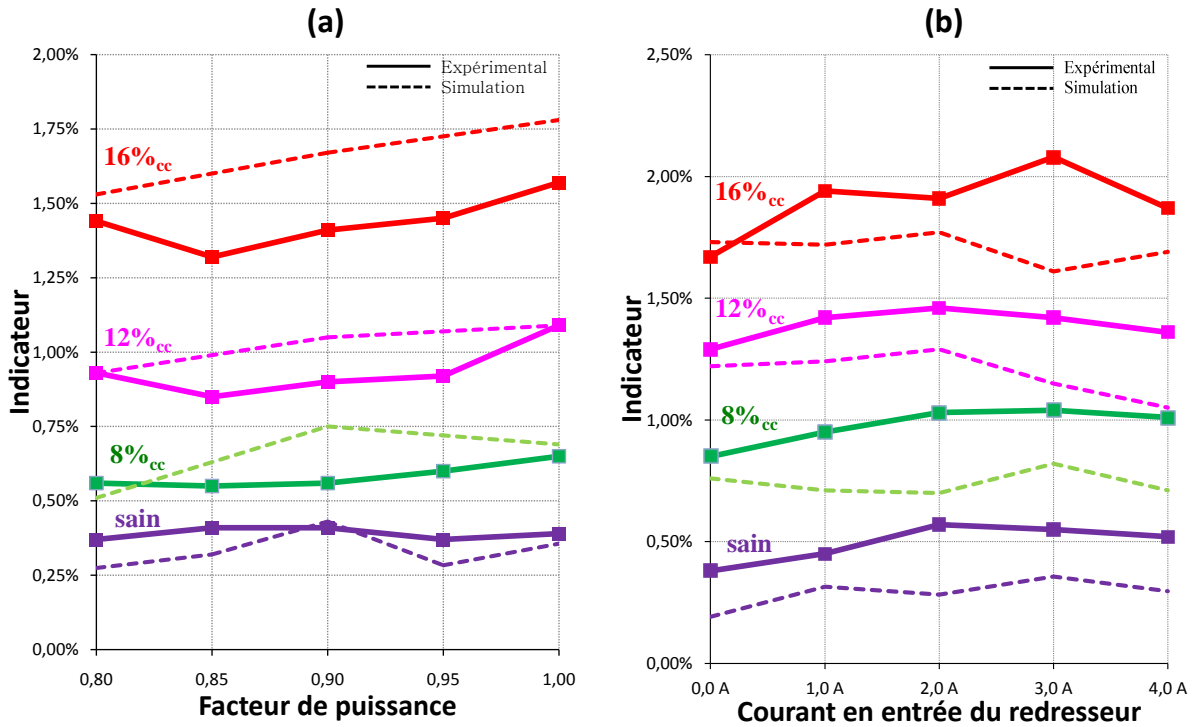 (a)
2,00%
1,75%
1,50%
1,25%
1,00%
0,75%
0,50%
0,25%
0,00%
Indicateur
Expérimental
Simulation
16%cc
12%cc
8%cc
sain
0,80 0,85 0,90 0,95 1,00
Facteur de puissance
(b)
2,50%
2,00%
1,50%
1,00%
0,50%
0,00%
Indicateur
Expérimental
Simulation
16%cc
12%cc
8%cc
sain
0,0 A 1,0 A 2,0 A 3,0 A 4,0 A
Courant en entrée du redresseur